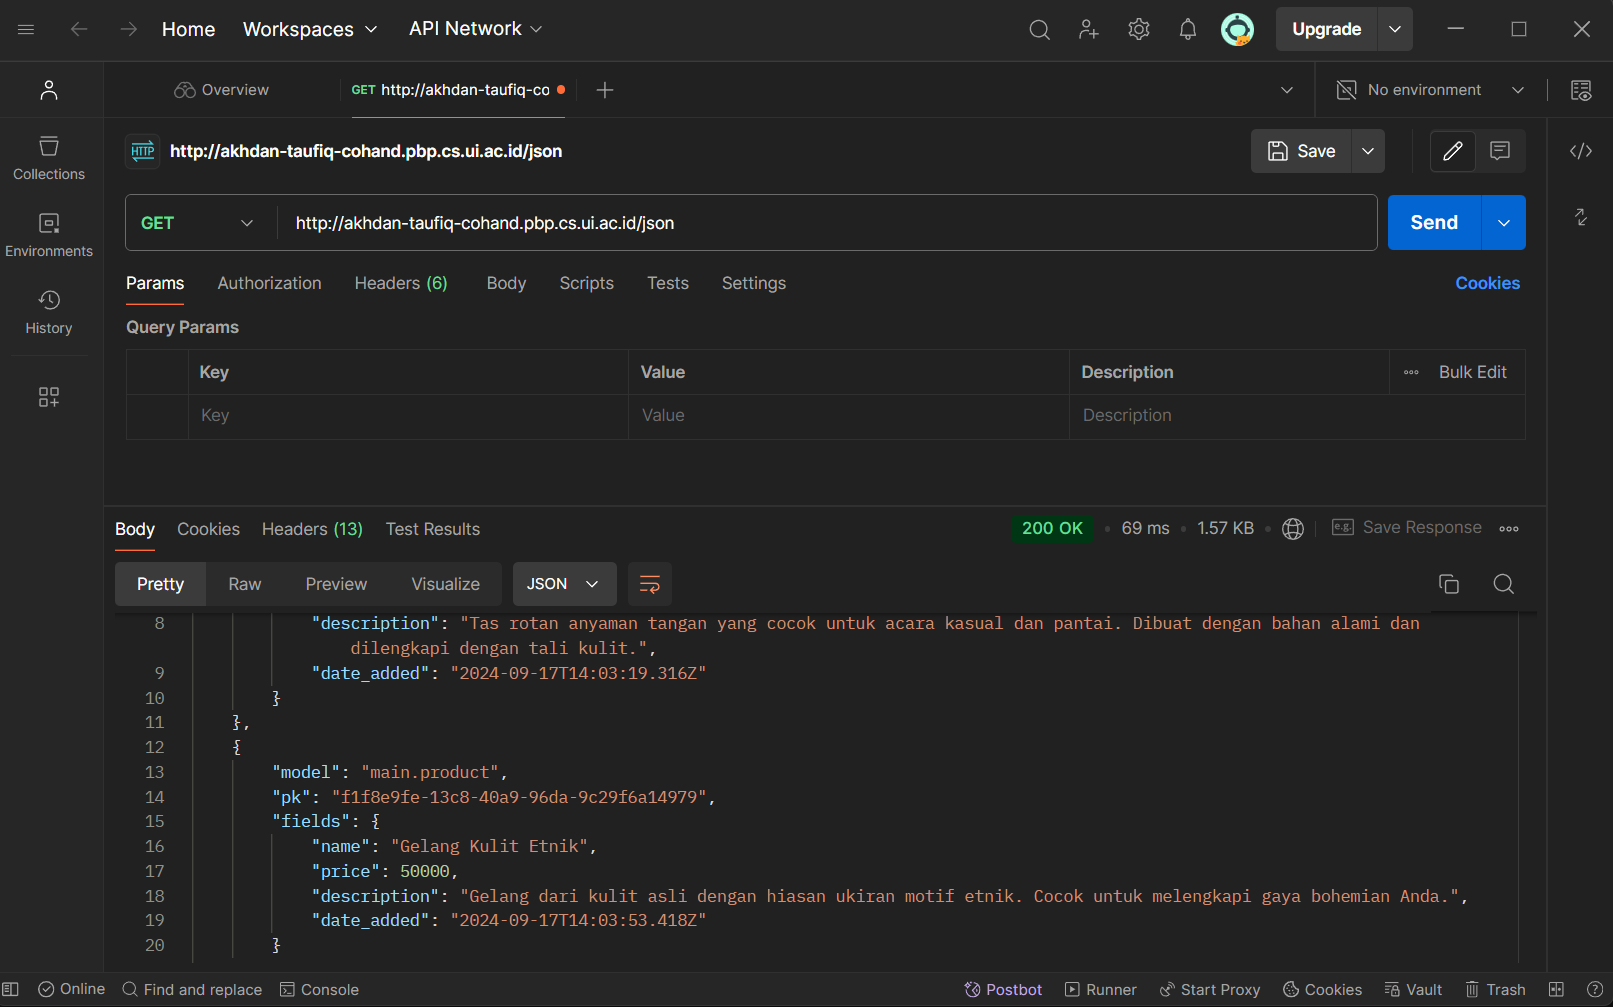 Home Workspaces API Network Upgrade
Overview GET http://akhdan-taufiq-co No environment
HTTP http://akhdan-taufiq-cohand.pbp.cs.ui.ac.id/json Save
Collections
GET http://akhdan-taufiq-cohand.pbp.cs.ui.ac.id/json Send
Environments
Params Authorization Headers (6) Body Scripts Tests Settings Cookies
History
Query Params
Key Value Description Bulk Edit
Key Value Description
Body Cookies Headers (13) Test Results 200 OK 69 ms 1.57 KB e.g. Save Response
Pretty Raw Preview Visualize JSON
8 "description": "Tas rotan anyaman tangan yang cocok untuk acara kasual dan pantai. Dibuat dengan bahan alami dan
dilengkapi dengan tali kulit.",
9 "date_added": "2024-09-17T14:03:19.316Z"
10 }
11 },
12 {
13 "model": "main.product",
14 "pk": "f1f8e9fe-13c8-40a9-96da-9c29f6a14979",
15 "fields": {
16 "name": "Gelang Kulit Etnik",
17 "price": 50000,
18 "description": "Gelang dari kulit asli dengan hiasan ukiran motif etnik. Cocok untuk melengkapi gaya bohemian Anda.",
19 "date_added": "2024-09-17T14:03:53.418Z"
20 }
Online Find and replace Console Postbot Runner Start Proxy Cookies Vault Trash